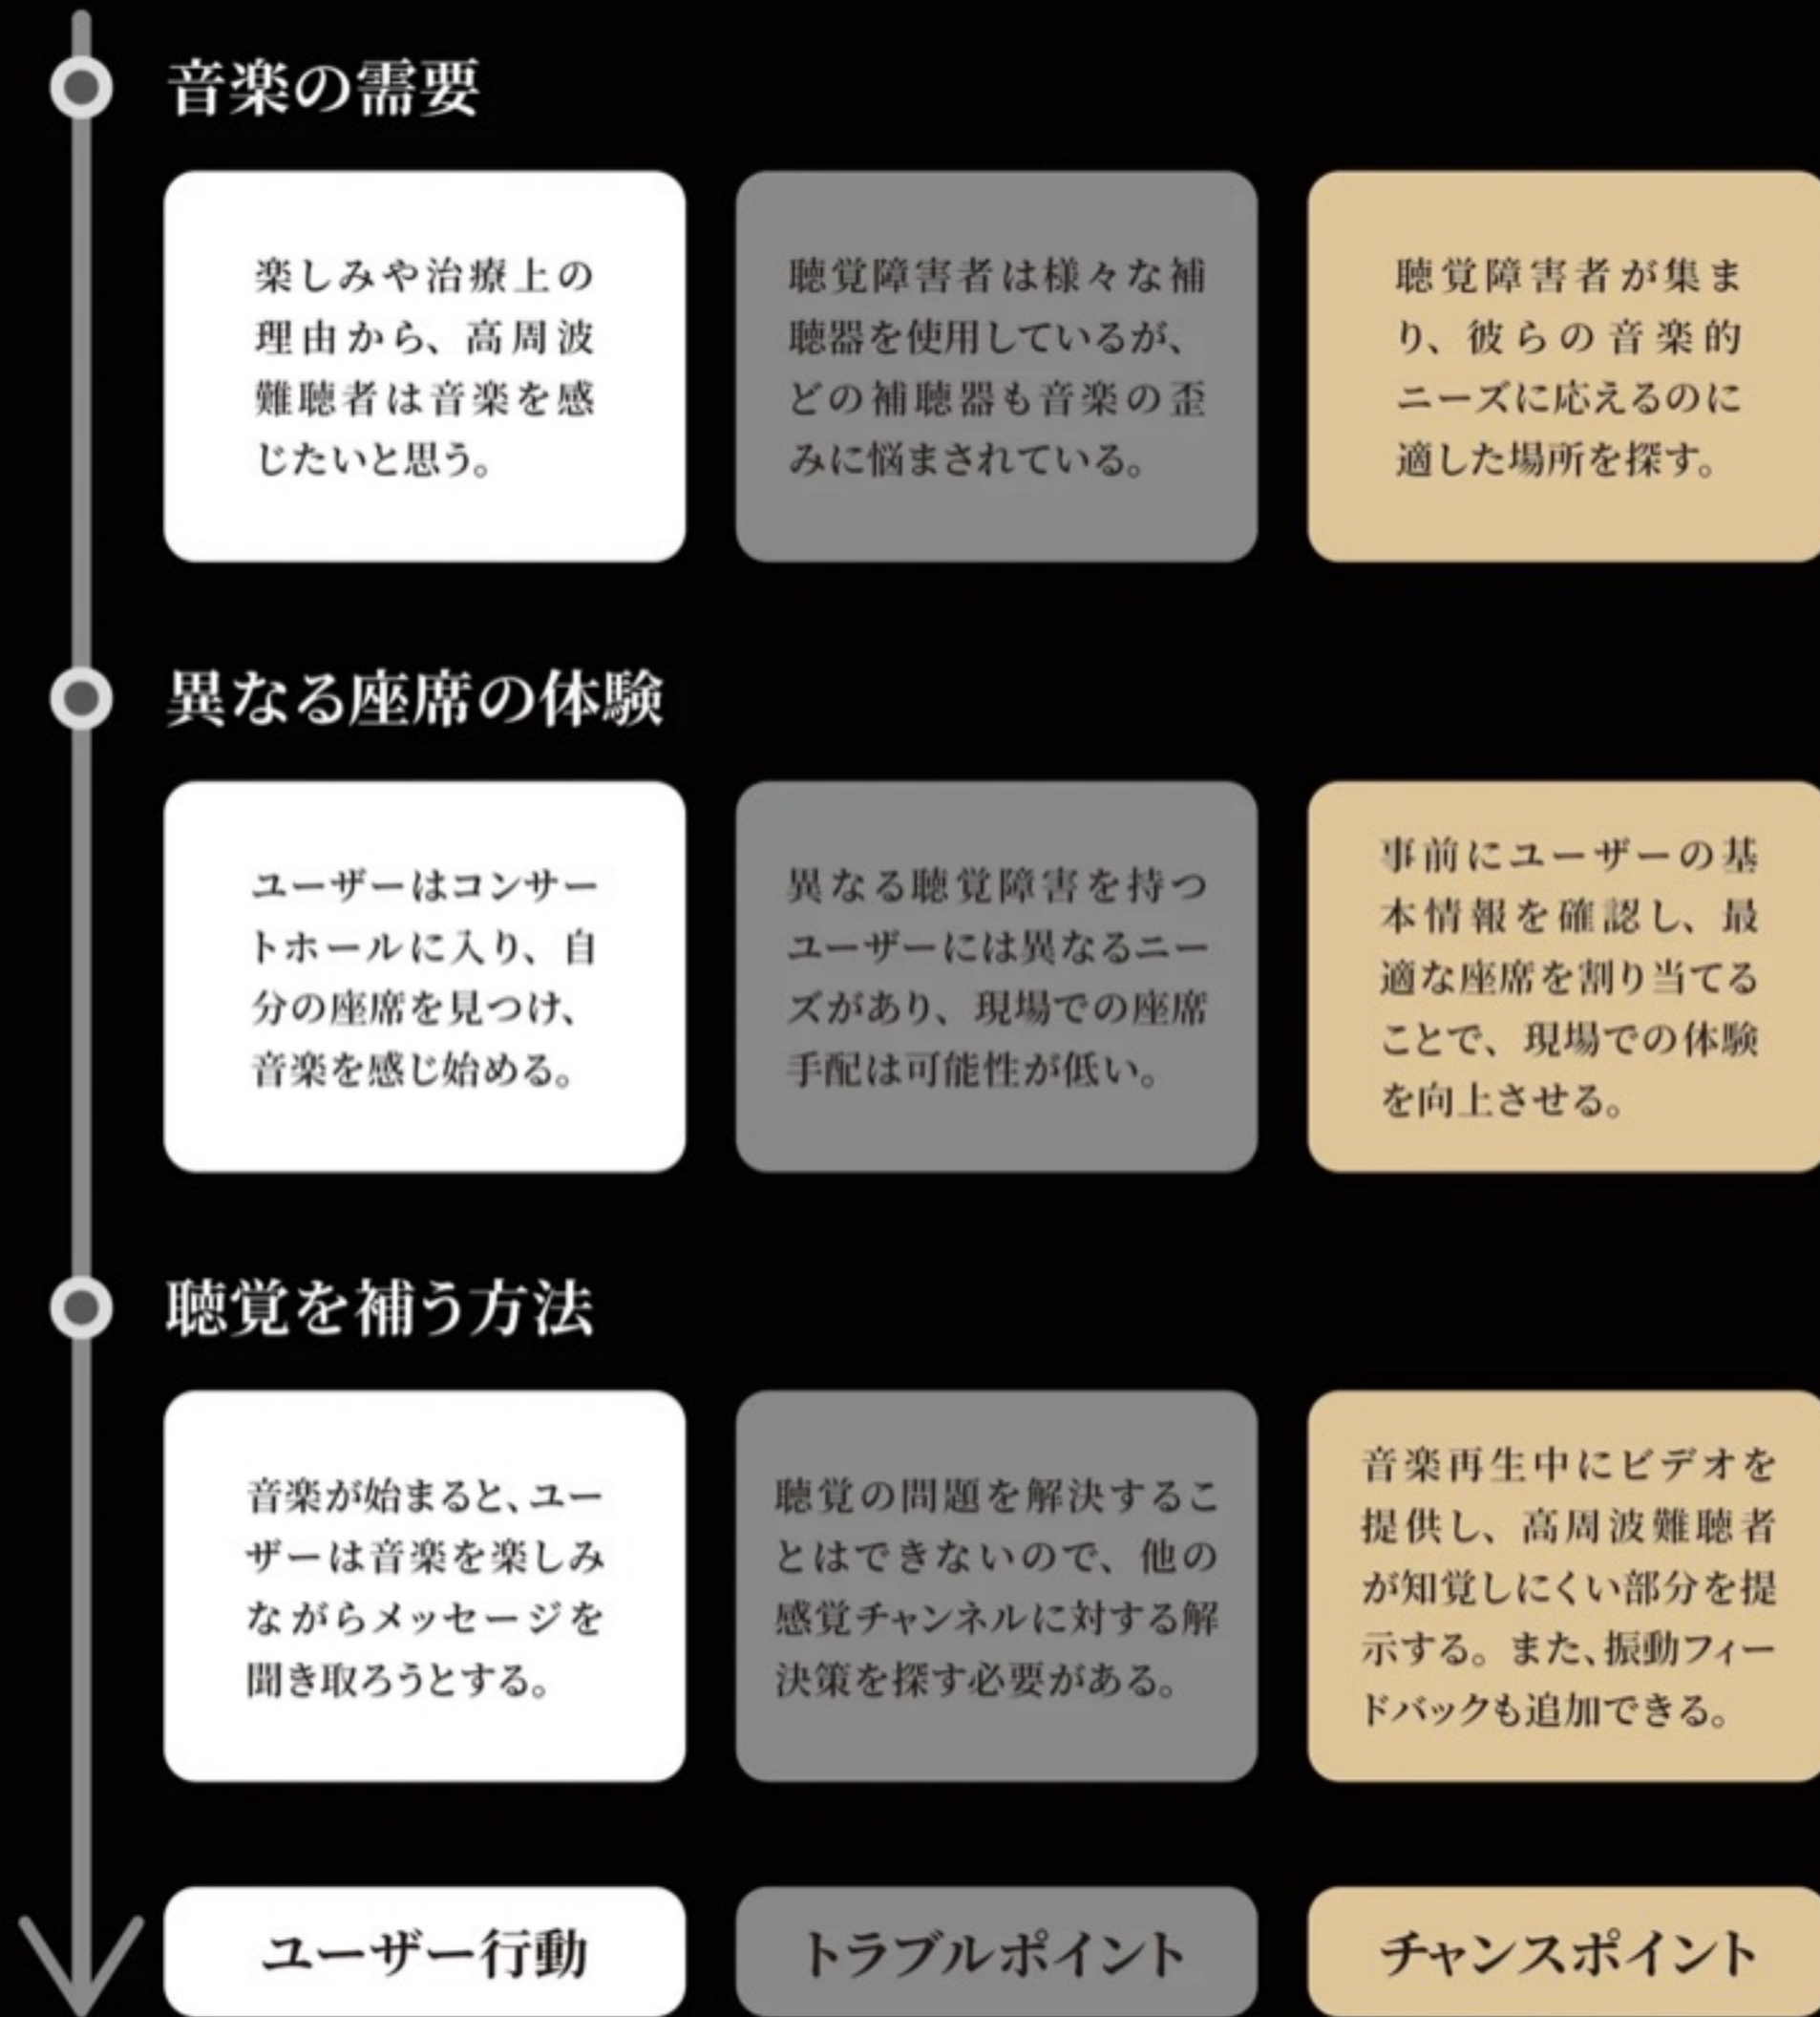 音楽の需要
楽しみや治療上の
理由から、高周波
難聴者は音楽を感
じたいと思う。
聴覚障害者は様々な補
聴器を使用しているが、
どの補聴器も音楽の歪
みに悩まされている。
聴覚障害者が集ま
り、彼らの音楽的
ニーズに応えるのに
適した場所を探す。
異なる座席の体験
ユーザーはコンサー
トホールに入り、自
分の座席を見つけ、
音楽を感じ始める。
異なる聴覚障害を持つ
ユーザーには異なるニー
ズがあり、現場での座席
手配は可能性が低い。
事前にユーザーの基
本情報を確認し、最
適な座席を割り当てる
ことで、現場での体験
を向上させる。
聴覚を補う方法
音楽が始まると、ユー
ザーは音楽を楽しみ
ながらメッセージを
聞き取ろうとする。
聴覚の問題を解決するこ
とはできないので、他の
感覚チャンネルに対する解
決策を探す必要がある。
音楽再生中にビデオを
提供し、高周波難聴者
が知覚しにくい部分を提
示する。また、振動フィー
ドバックも追加できる。
ユーザー行動
トラブルポイント
チャンスポイント